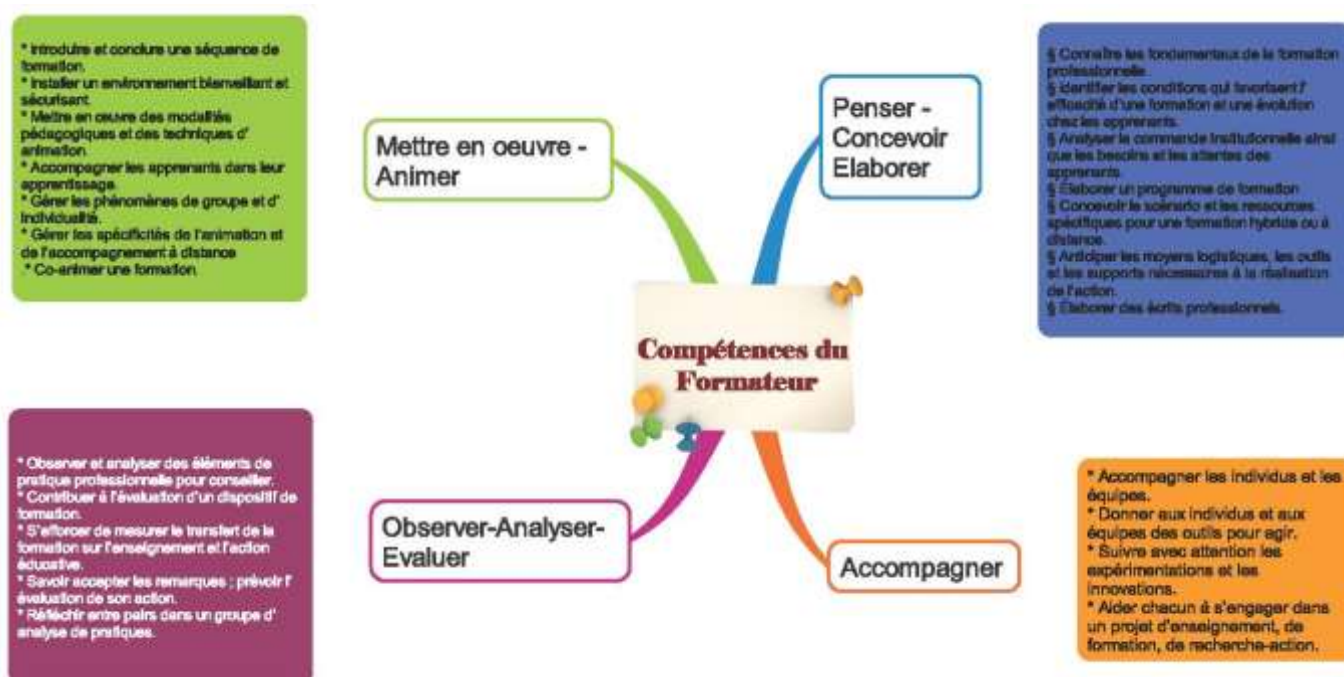 * Introduire et conclure une séquence de
formation.
* Installer un environnement bienveillant et
sécurisant.
* Mettre en œuvre des modalités
pédagogiques et des techniques d'
animation.
* Accompagner les apprenants dans leur
apprentissage.
* Gérer les phénomènes de groupe et d'
individualité.
* Gérer les spécificités de l'animation et
de l'accompagnement à distance
* Co-animer une formation.
Mettre en oeuvre -
Animer
Penser -
Concevoir
Elaborer
§ Connaître les fondamentaux de la formation
professionnelle.
§ identifier les conditions qui favorisent l'
efficacité d'une formation et une évolution
chez les apprenants.
§ Analyser la commande institutionnelle ainsi
que les besoins et les attentes des
apprenants.
§ Élaborer un programme de formation
§ Concevoir le scénario et les ressources
spécifiques pour une formation hybride ou à
distance.
§ Anticiper les moyens logistiques, les outils
et les supports nécessaires à la réalisation
de l'action.
§ Élaborer des écrits professionnels.
Compétences du
Formateur
* Observer et analyser des éléments de
pratique professionnelle pour conseiller.
* Contribuer à l'évaluation d'un dispositif de
formation.
* S'efforcer de mesurer le transfert de la
formation sur l'enseignement et l'action
éducative.
* Savoir accepter les remarques ; prévoir l'
évaluation de son action.
* Réfléchir entre pairs dans un groupe d'
analyse de pratiques.
Observer-Analyser-
Evaluer
Accompagner
* Accompagner les individus et les
équipes.
* Donner aux individus et aux
équipes des outils pour agir.
* Suivre avec attention les
expérimentations et les
innovations.
* Aider chacun à s'engager dans
un projet d'enseignement, de
formation, de recherche-action.